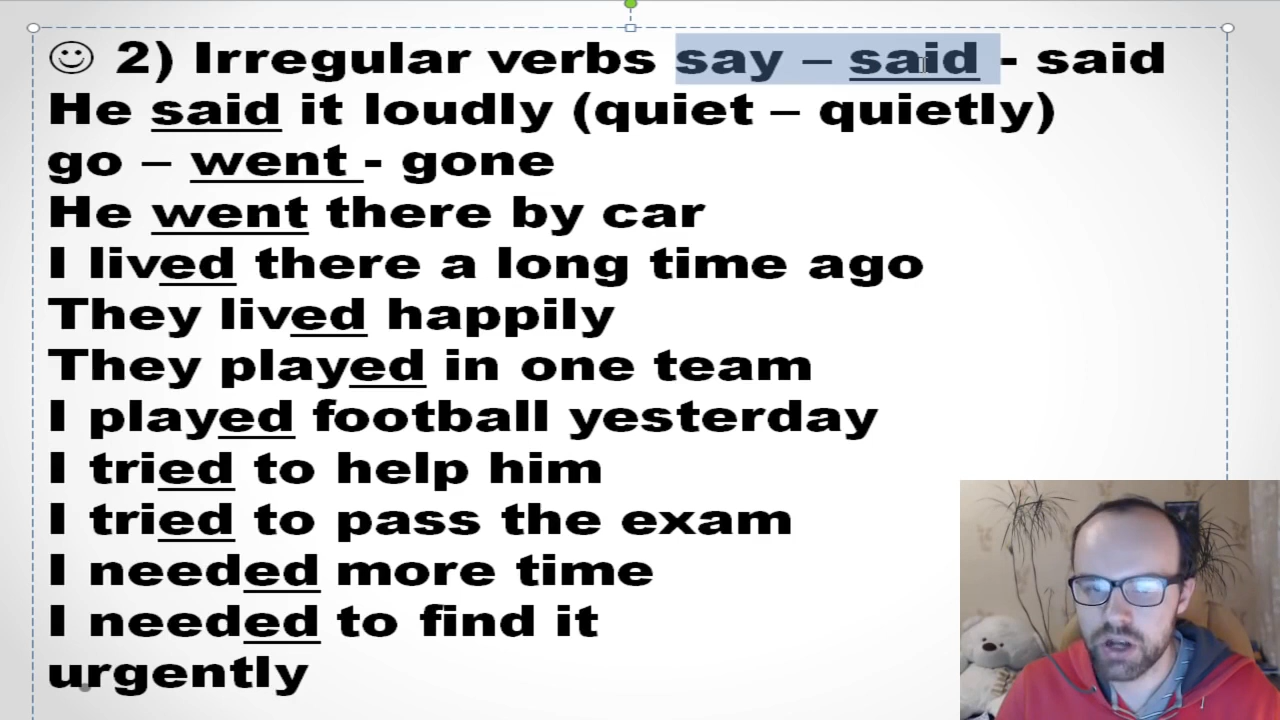 ☺ 2) Irregular verbs say – said - said
He said it loudly (quiet – quietly)
go – went - gone
He went there by car
I lived there a long time ago
They lived happily
They played in one team
I played football yesterday
I tried to help him
I tried to pass the exam
I needed more time
I needed to find it
urgently